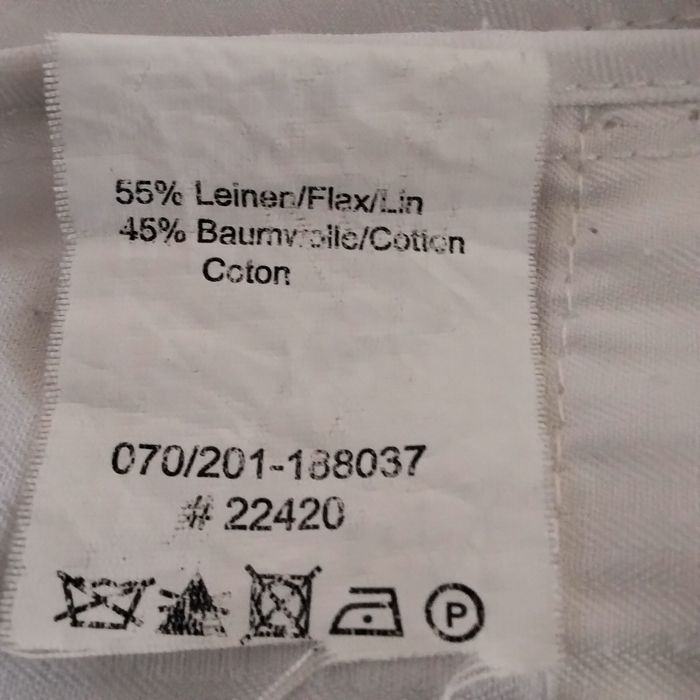 55% Leinen/Flax/Lin
45% Baumwolle/Cotton
Coton
070/201-188037
# 22420
P